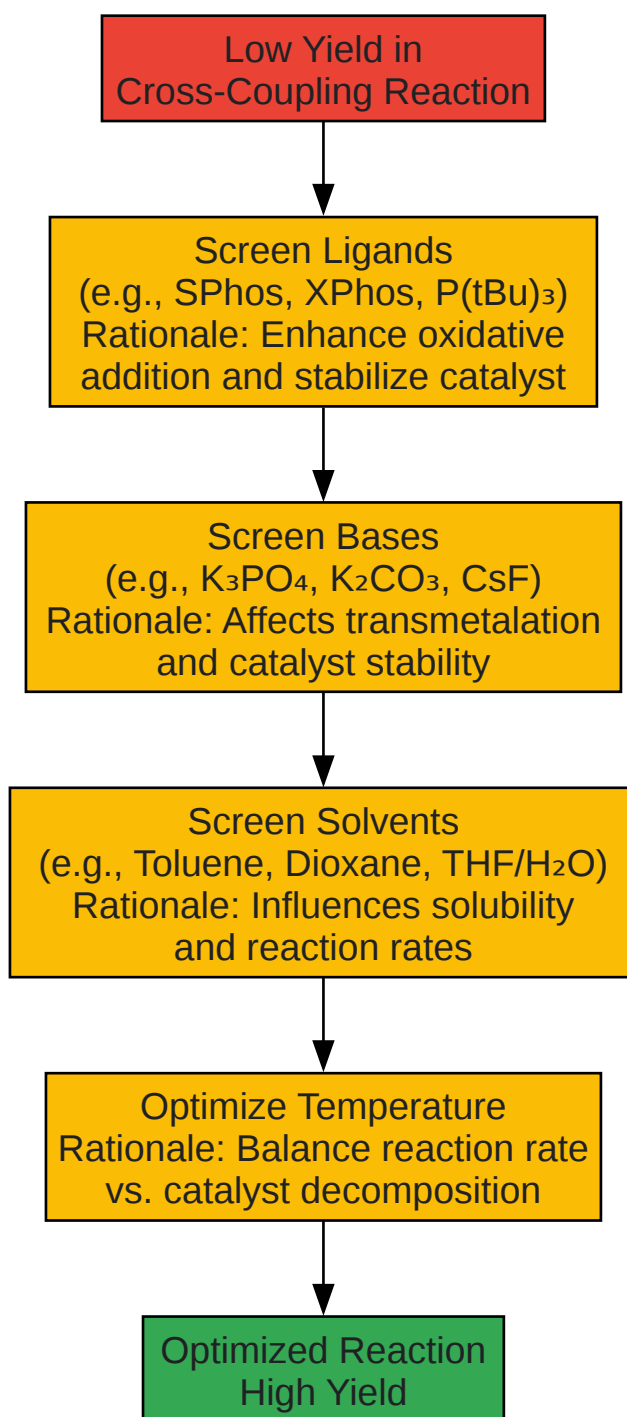 Low Yield in
Cross-Coupling Reaction
Screen Ligands
(e.g., SPhos, XPhos, P(tBu)₃)
Rationale: Enhance oxidative
addition and stabilize catalyst
Screen Bases
(e.g., K₃PO₄, K₂CO₃, CsF)
Rationale: Affects transmetalation
and catalyst stability
Screen Solvents
(e.g., Toluene, Dioxane, THF/H₂O)
Rationale: Influences solubility
and reaction rates
Optimize Temperature
Rationale: Balance reaction rate
vs. catalyst decomposition
Optimized Reaction
High Yield